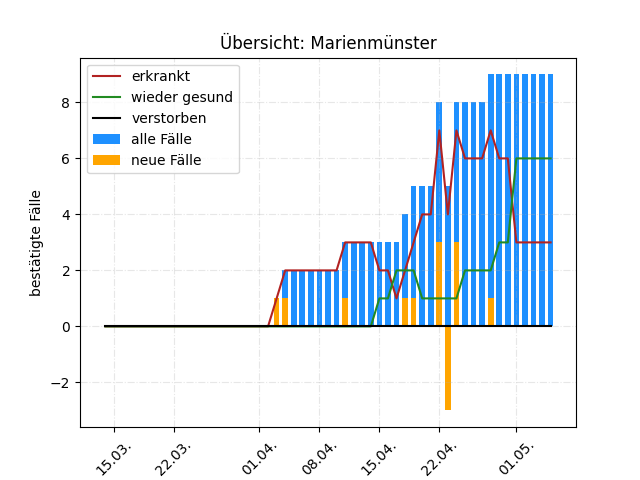 Übersicht: Marienmünster
erkrankt
wieder gesund
verstorben
alle Fälle
neue Fälle
bestätigte Fälle
8
6
4
2
0
−2
15.03.
22.03.
01.04.
08.04.
15.04.
22.04.
01.05.